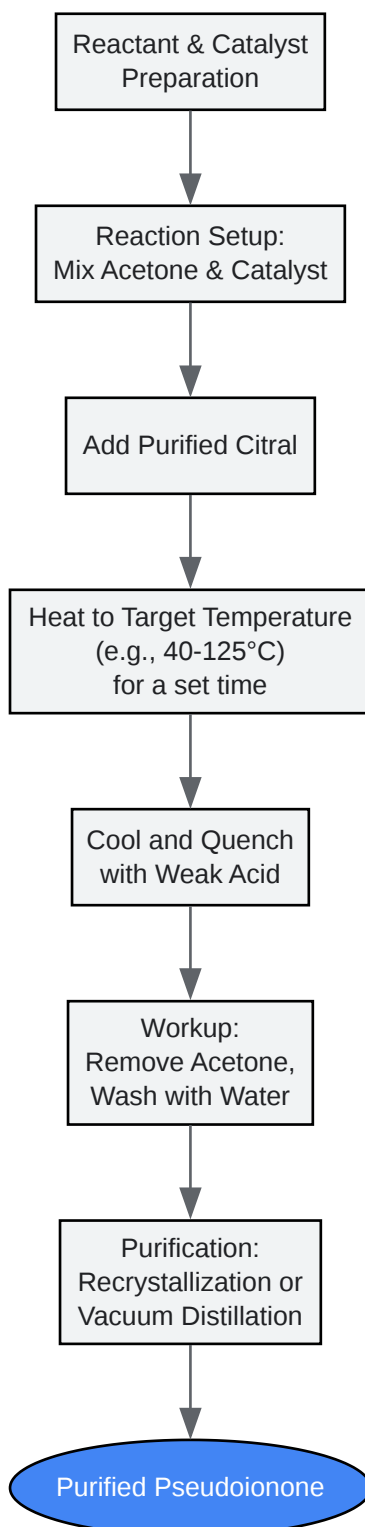 Reactant & Catalyst
Preparation
Reaction Setup:
Mix Acetone & Catalyst
Add Purified Citral
Heat to Target Temperature
(e.g., 40-125°C)
for a set time
Cool and Quench
with Weak Acid
Workup:
Remove Acetone,
Wash with Water
Purification:
Recrystallization or
Vacuum Distillation
Purified Pseudoionone